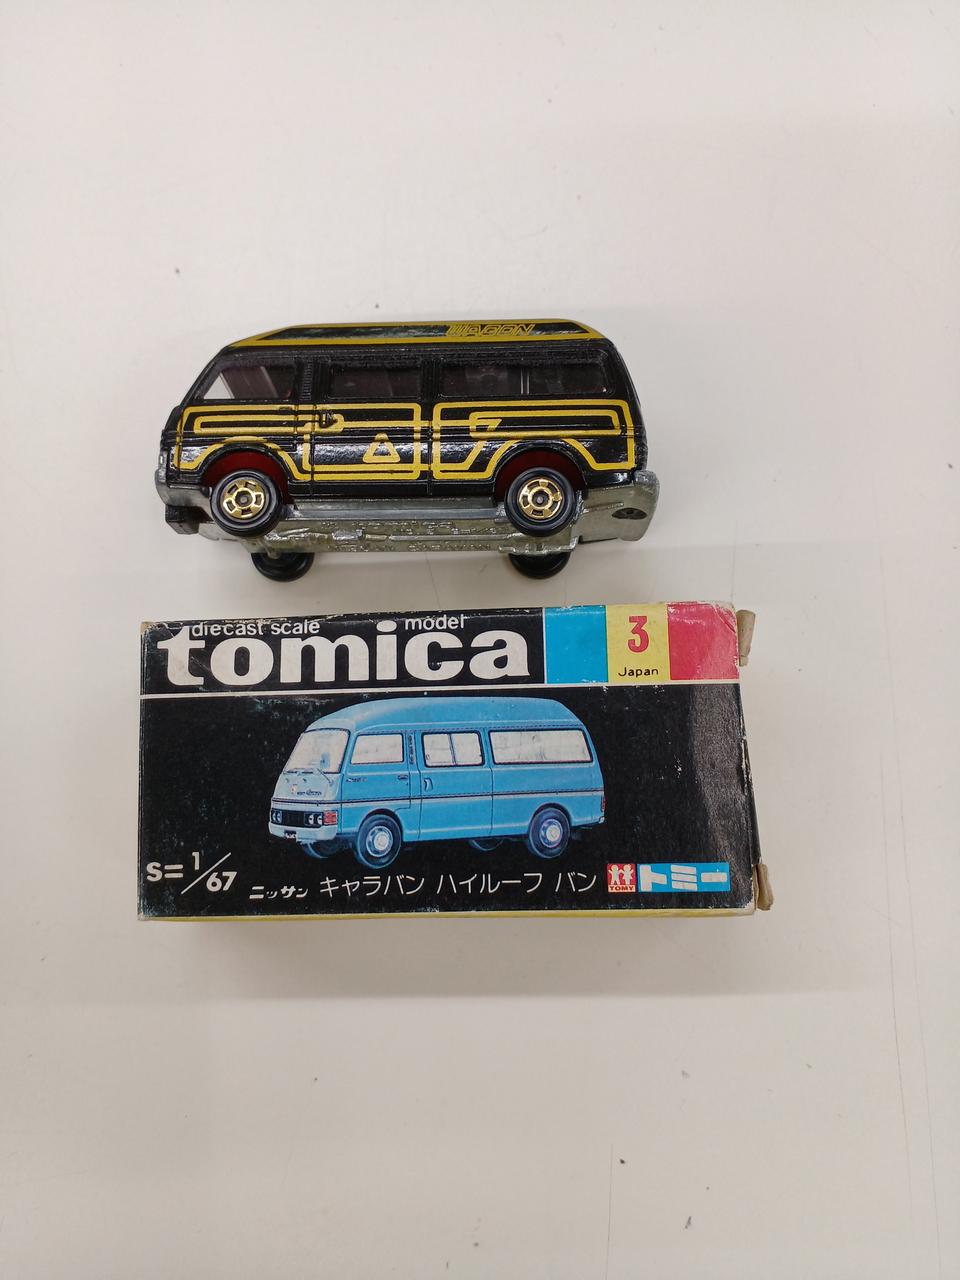 WAGON
diecast scale model
tomica
3
Japan
S=1/67
ニッサン キャラバン ハイルーフ バン
TOMY
トミー